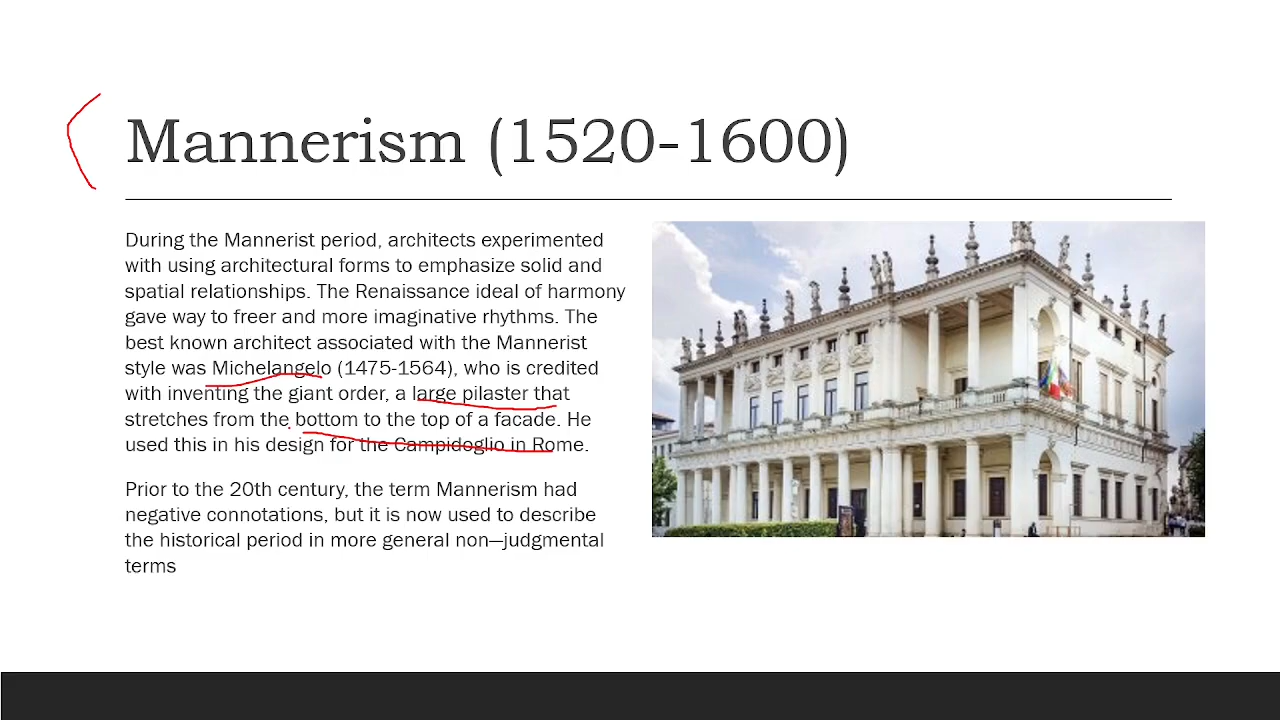 Mannerism (1520-1600)
During the Mannerist period, architects experimented
with using architectural forms to emphasize solid and
spatial relationships. The Renaissance ideal of harmony
gave way to freer and more imaginative rhythms. The
best known architect associated with the Mannerist
style was Michelangelo (1475-1564), who is credited
with inventing the giant order, a large pilaster that
stretches from the bottom to the top of a facade. He
used this in his design for the Campidoglio in Rome.
Prior to the 20th century, the term Mannerism had
negative connotations, but it is now used to describe
the historical period in more general non—judgmental
terms